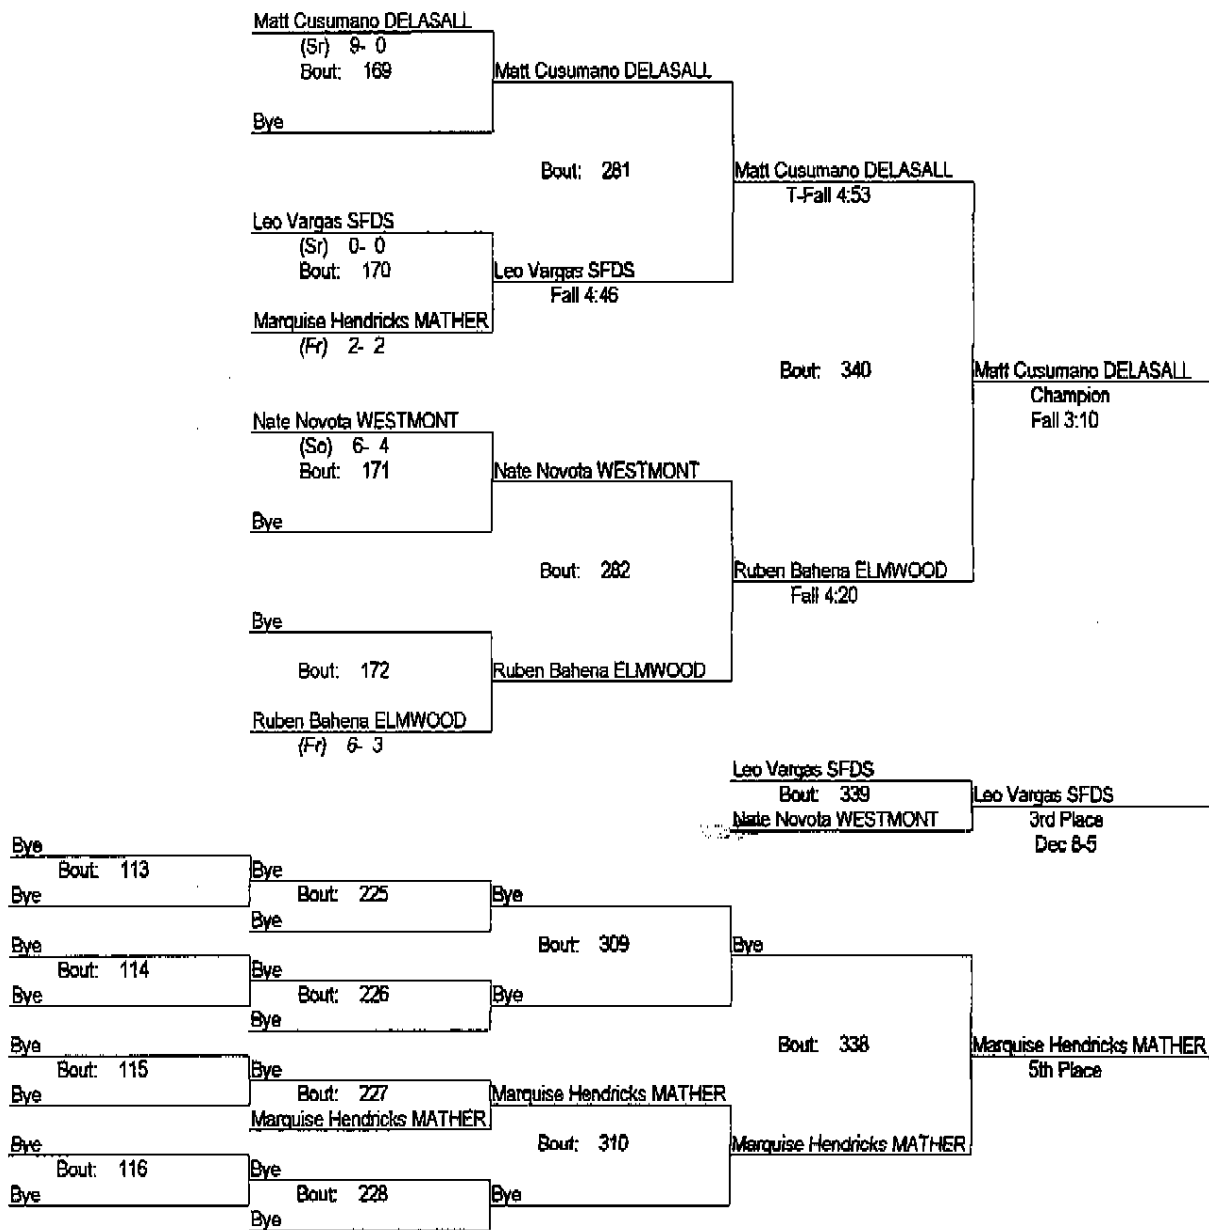 Matt Cusumano DELASALL
(Sr) 9- 0
Bout: 169
Matt Cusumano DELASALL
Bye
Bout: 281
Matt Cusumano DELASALL
T-Fall 4:53
Leo Vargas SFDS
(Sr) 0- 0
Bout: 170
Leo Vargas SFDS
Fall 4:46
Marquise Hendricks MATHER
(Fr) 2- 2
Bout: 340
Matt Cusumano DELASALL
Champion
Fall 3:10
Nate Novota WESTMONT
(So) 6- 4
Bout: 171
Nate Novota WESTMONT
Bye
Bout: 282
Ruben Bahena ELMWOOD
Fall 4:20
Bye
Bout: 172
Ruben Bahena ELMWOOD
Ruben Bahena ELMWOOD
(Fr) 6- 3
Leo Vargas SFDS
Bout: 339
Leo Vargas SFDS
Nate Novota WESTMONT
3rd Place
Dec 8-5
Bye
Bout: 113
Bye
Bye
Bout: 225
Bye
Bye
Bout: 309
Bye
Bye
Bout: 114
Bye
Bye
Bout: 226
Bye
Bye
Bout: 338
Marquise Hendricks MATHER
5th Place
Bye
Bout: 115
Bye
Bye
Bout: 227
Marquise Hendricks MATHER
Marquise Hendricks MATHER
Bout: 310
Marquise Hendricks MATHER
Bye
Bout: 116
Bye
Bye
Bout: 228
Bye
Bye